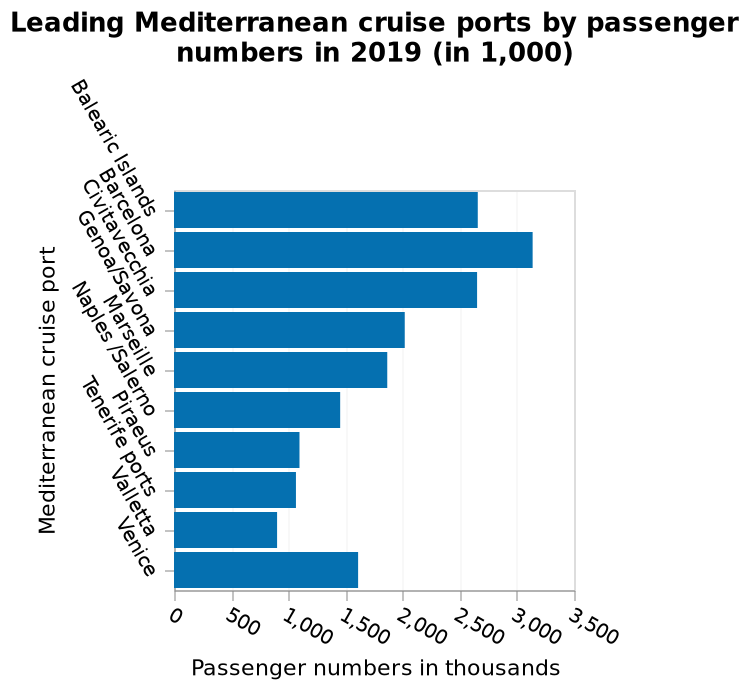 Leading Mediterranean cruise ports by passenger
numbers in 2019 (in 1,000)
Mediterranean cruise port
Balearic Islands
Barcelona
Civitavecchia
Genoa/Savona
Marseille
Naples /Salerno
Piraeus
Tenerife ports
Valletta
Venice
0
500
1,000
1,500
2,000
2,500
3,000
3,500
Passenger numbers in thousands